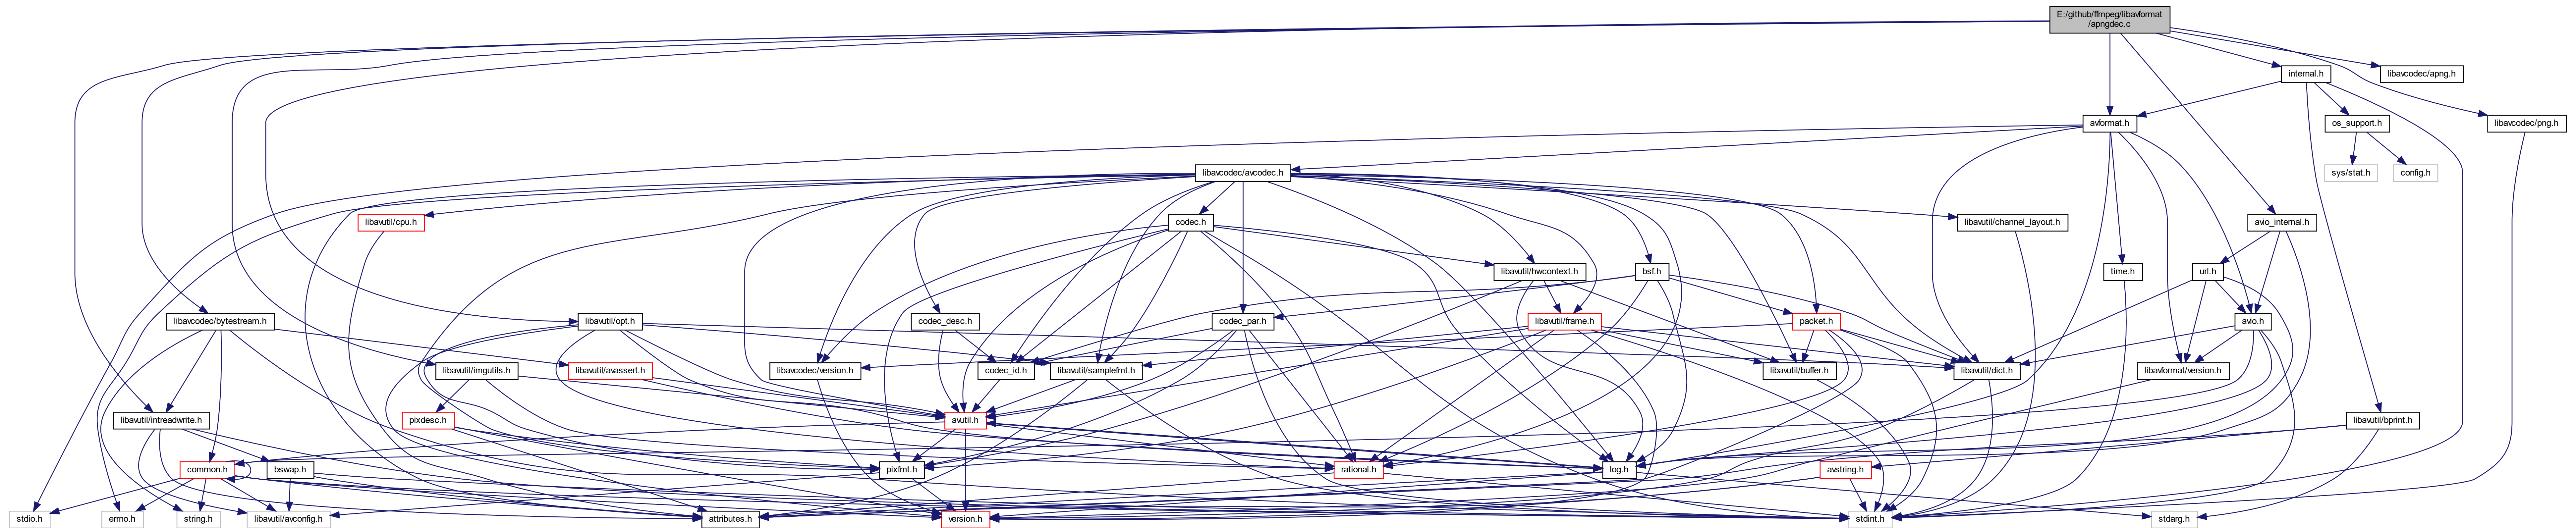 E:/github/ffmpeg/libavformat
/apngdec.c
internal.h
libavcodec/apng.h
avformat.h
os_support.h
libavcodec/png.h
libavcodec/avcodec.h
sys/stat.h
config.h
libavutil/cpu.h
codec.h
libavutil/channel_layout.h
avio_internal.h
libavutil/hwcontext.h
bsf.h
time.h
url.h
libavcodec/bytestream.h
libavutil/opt.h
codec_desc.h
codec_par.h
libavutil/frame.h
packet.h
avio.h
libavutil/imgutils.h
libavutil/avassert.h
libavcodec/version.h
codec_id.h
libavutil/samplefmt.h
libavutil/buffer.h
libavutil/dict.h
libavformat/version.h
libavutil/intreadwrite.h
pixdesc.h
avutil.h
libavutil/bprint.h
common.h
bswap.h
pixfmt.h
rational.h
log.h
avstring.h
stdio.h
errno.h
string.h
libavutil/avconfig.h
attributes.h
version.h
stdint.h
stdarg.h